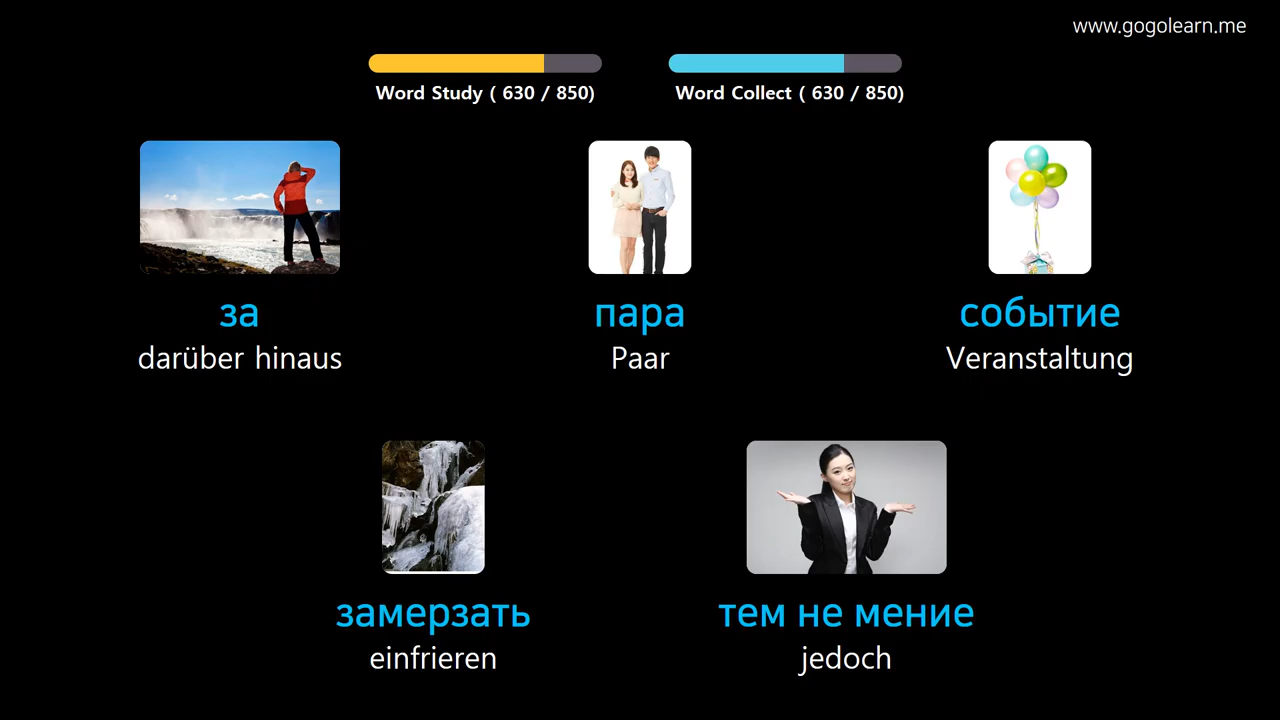 www.gogolearn.me
Word Study ( 630 / 850)
Word Collect ( 630 / 850)
за
darüber hinaus
пара
Paar
событие
Veranstaltung
замерзать
einfrieren
тем не мение
jedoch